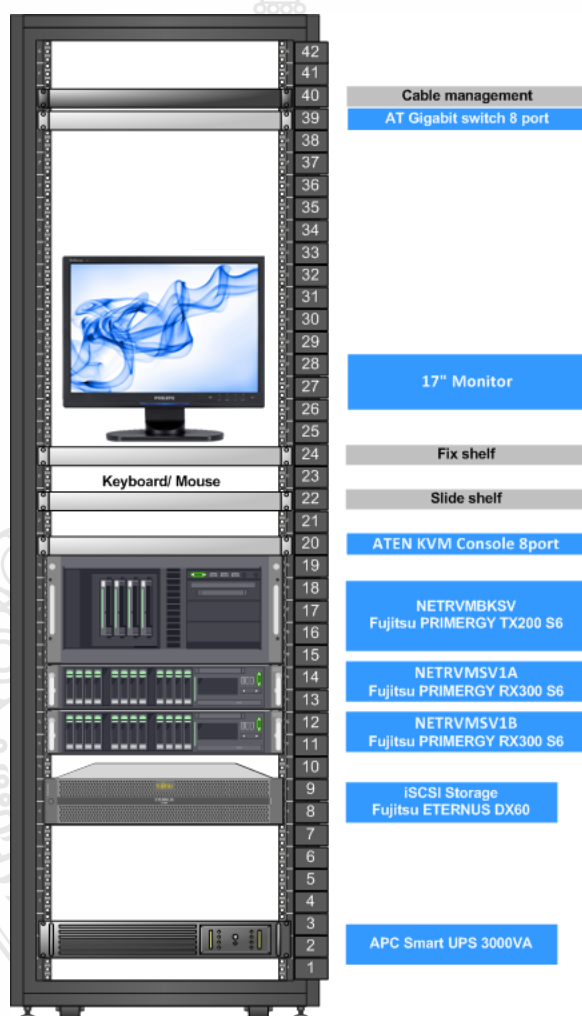 42
41
40
Cable management
39
AT Gigabit switch 8 port
38
37
36
35
34
33
32
31
30
29
28
27
17" Monitor
26
PHILIPS
25
24
Fix shelf
23
Keyboard/ Mouse
22
Slide shelf
21
20
ATEN KVM Console 8port
19
18
17
NETRVMBKSV
16
Fujitsu PRIMERGY TX200 S6
15
14
NETRVMSV1A
13
Fujitsu PRIMERGY RX300 S6
12
NETRVMSV1B
11
Fujitsu PRIMERGY RX300 S6
10
9
iSCSI Storage
8
Fujitsu ETERNUS DX60
7
6
5
4
3
2
APC Smart UPS 3000VA
1